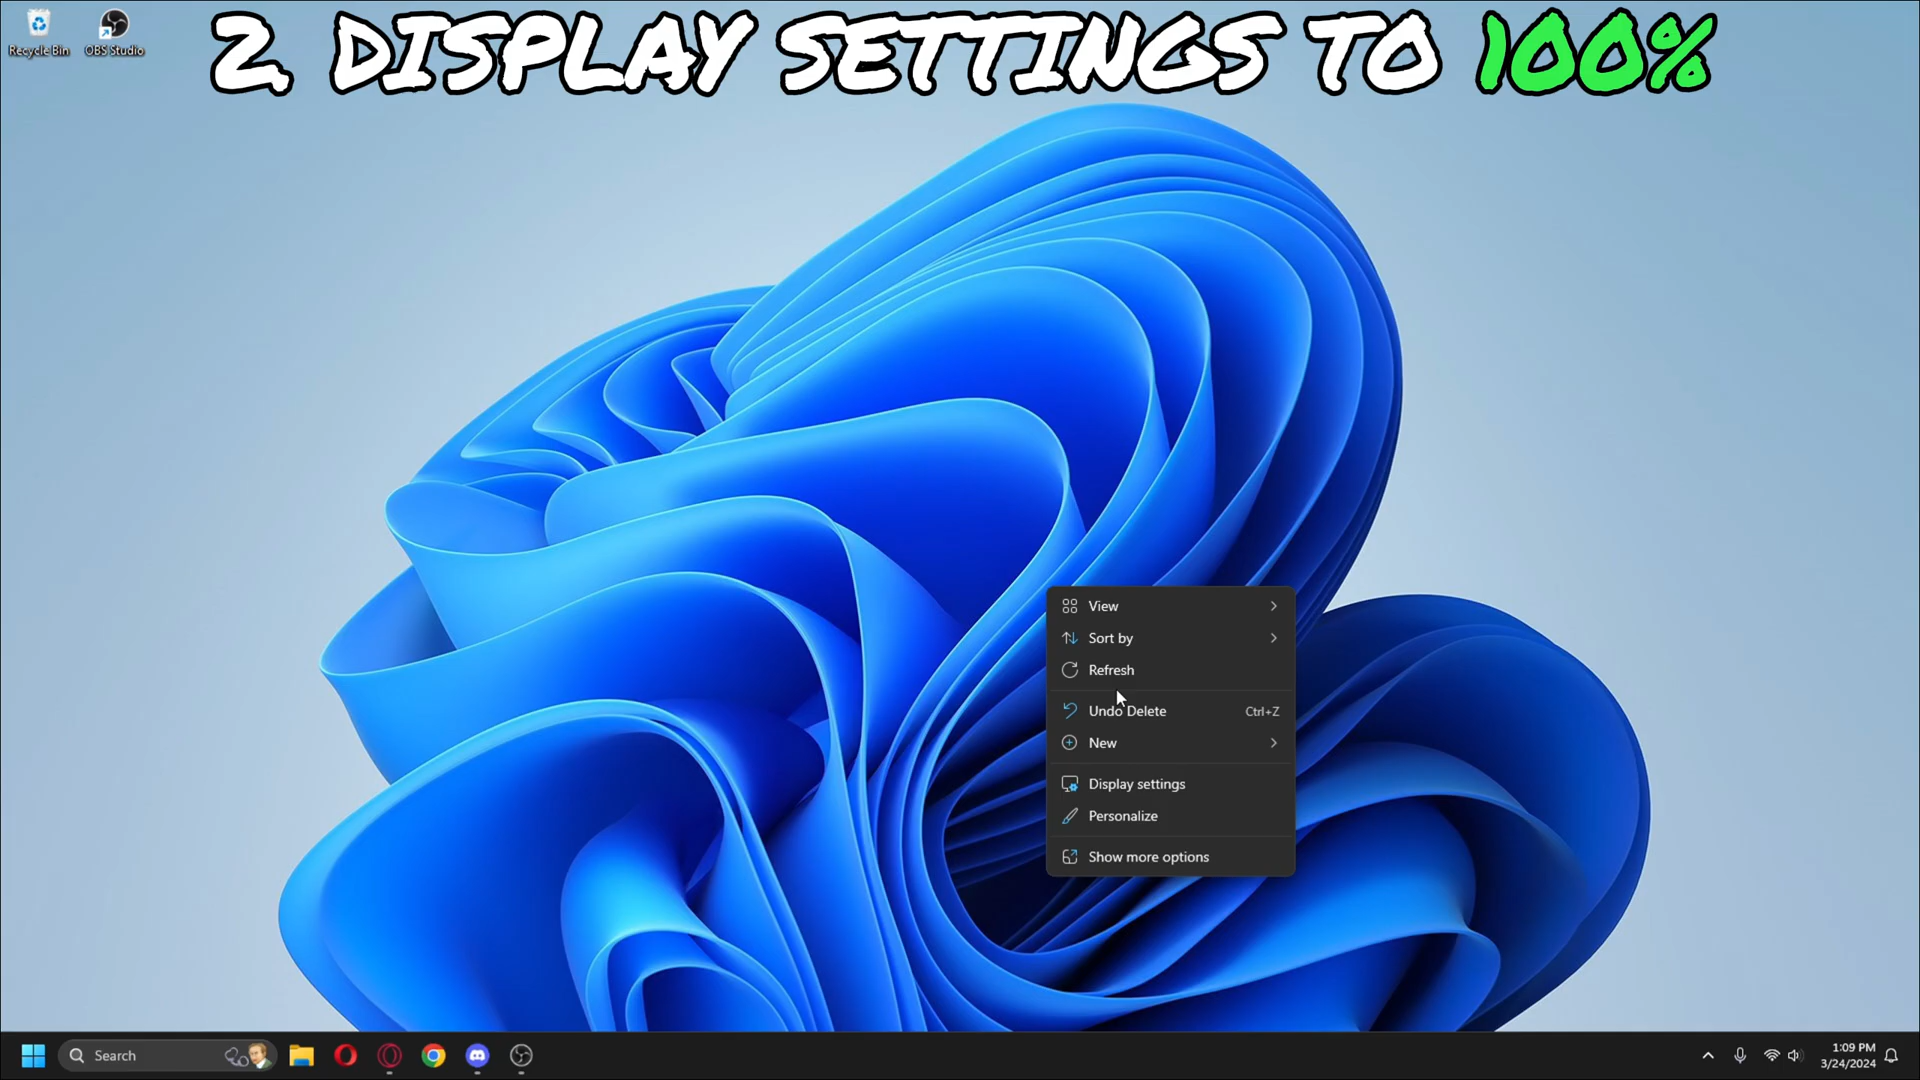 2. DISPLAY SETTINGS TO 100%
Recycle Bin
OBS Studio
View
Sort by
Refresh
Undo Delete Ctrl+Z
New
Display settings
Personalize
Show more options
Search
1:09 PM
3/24/2024